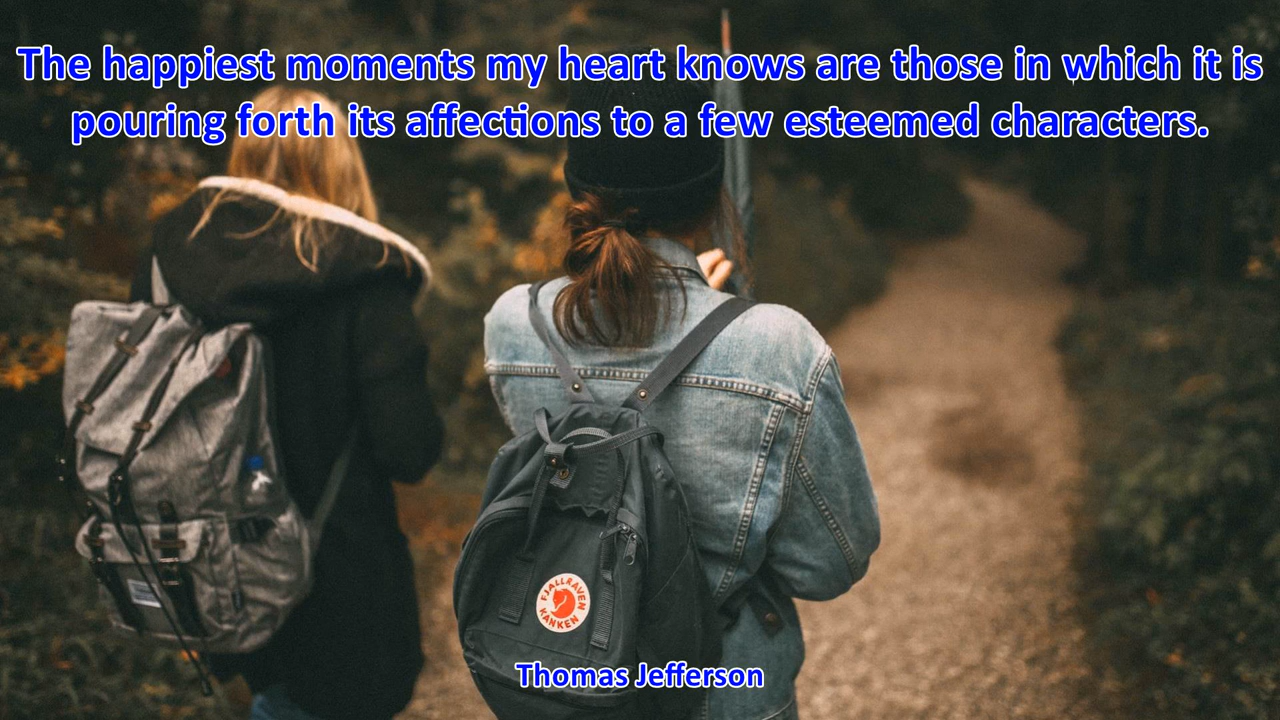 The happiest moments my heart knows are those in which it is
pouring forth its affections to a few esteemed characters.
FJALLRAVEN
KANKEN
Thomas Jefferson